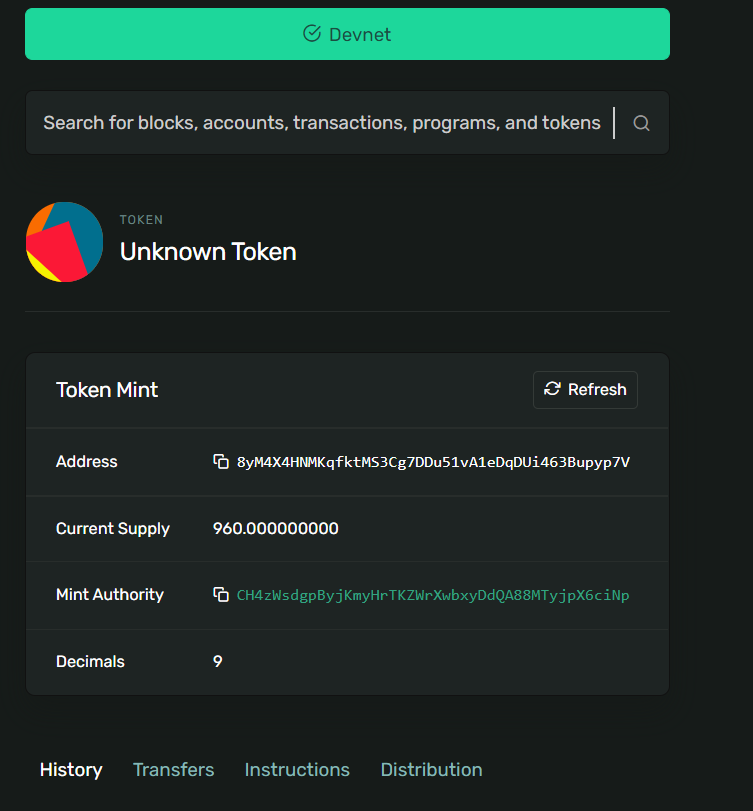 Devnet
Search for blocks, accounts, transactions, programs, and tokens
TOKEN
Unknown Token
Token Mint
Refresh
Address 8yM4X4HNMKqfktMS3Cg7DDu51vA1eDqDUi463Bupyp7V
Current Supply 960.000000000
Mint Authority CH4zWsdgpByjKmyHrTKZWrXwbxyDdQA88MTyjpX6ciNp
Decimals 9
History Transfers Instructions Distribution